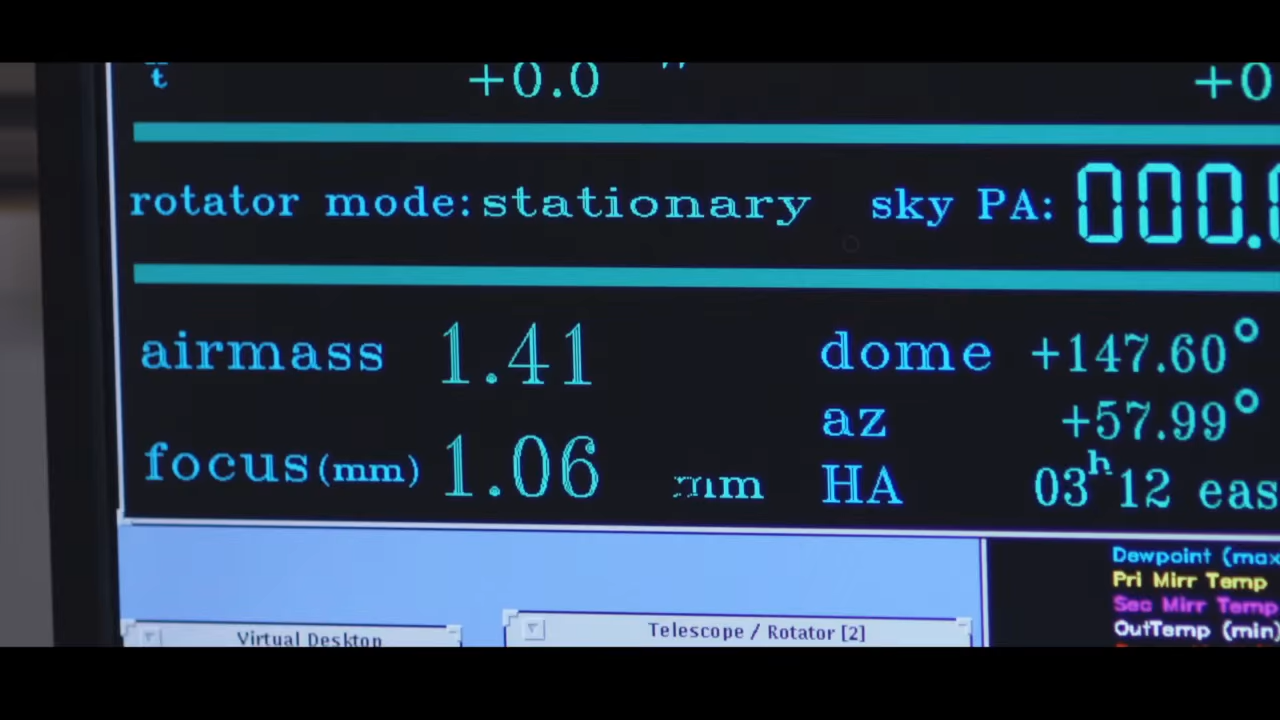 t +0.0 " +0
rotator mode: stationary sky PA: 000.
airmass 1.41 dome +147.60°
az +57.99°
focus(mm) 1.06 mm HA 03h12 eas
Dewpoint (max
Pri Mirr Temp
Sec Mirr Temp
OutTemp (min)
Virtual Desktop
Telescope / Rotator [2]